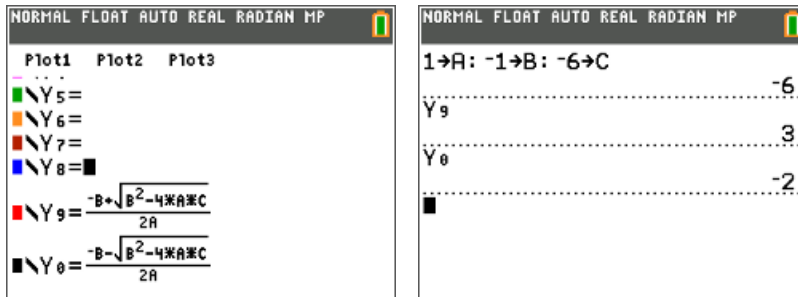 NORMAL FLOAT AUTO REAL RADIAN MP
Plot1 Plot2 Plot3
\Y5=
\Y6=
\Y7=
\Y8=
\Y9=(-B+√(B²-4*A*C))/(2A)
\Y0=(-B-√(B²-4*A*C))/(2A)
NORMAL FLOAT AUTO REAL RADIAN MP
1→A: -1→B: -6→C
-6
Y9
3
Y0
-2